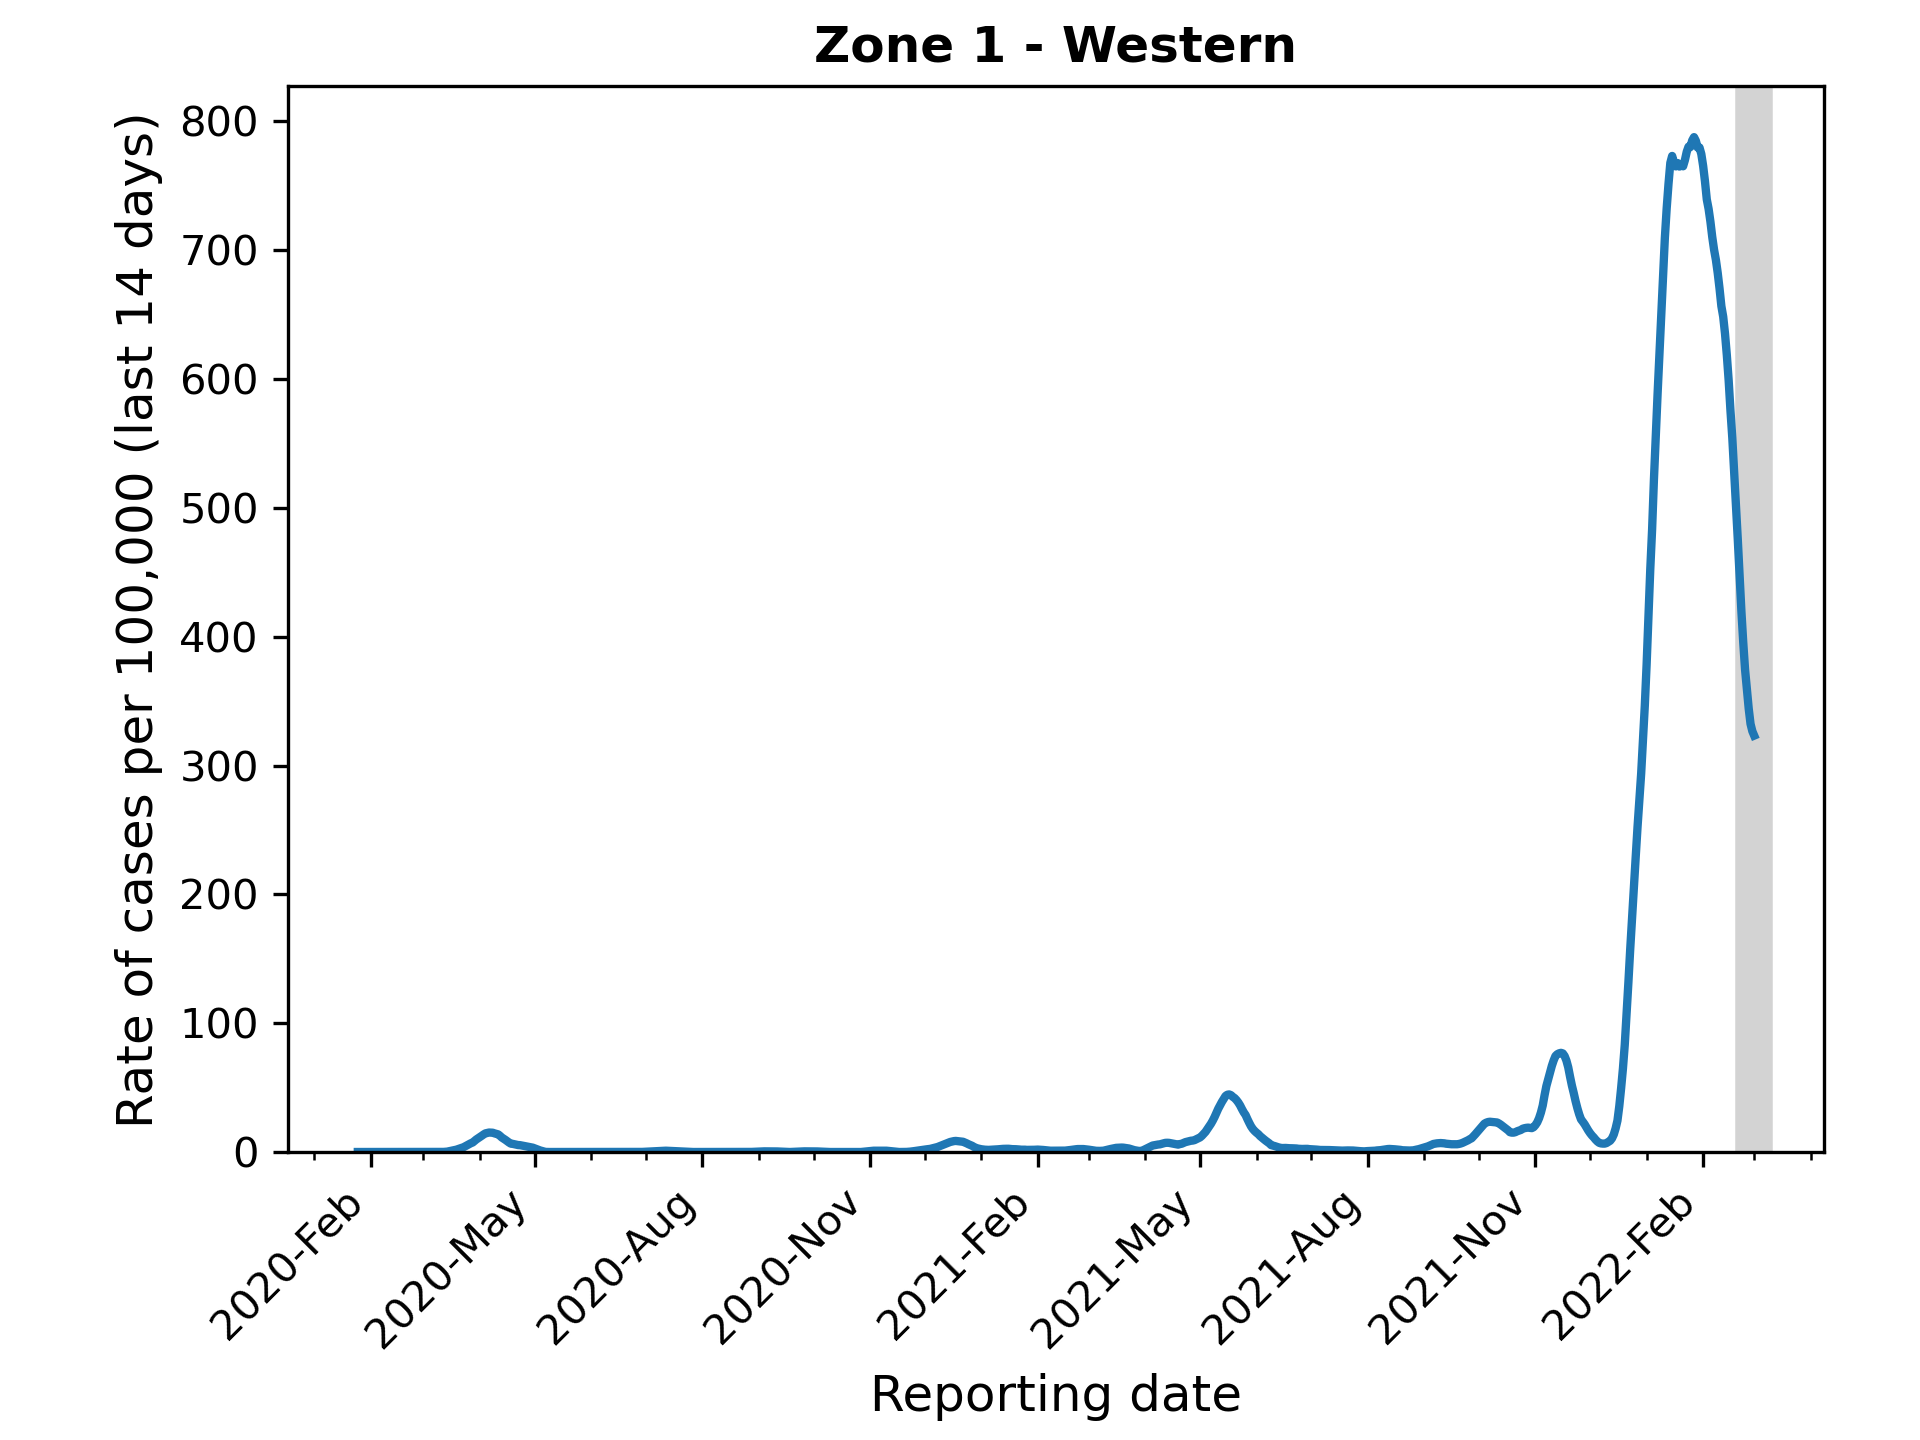 Zone 1 - Western
Rate of cases per 100,000 (last 14 days)
800
700
600
500
400
300
200
100
0
2020-Feb
2020-May
2020-Aug
2020-Nov
2021-Feb
2021-May
2021-Aug
2021-Nov
2022-Feb
Reporting date